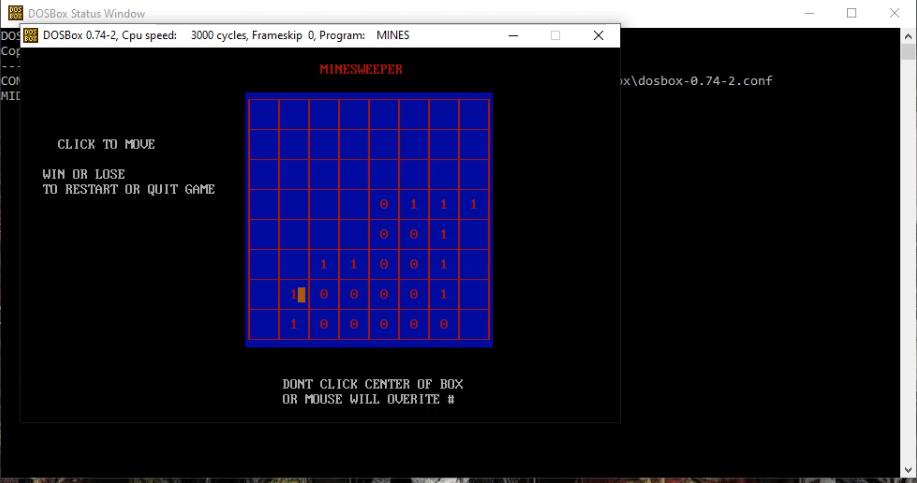 DOSBox Status Window
DOSBox 0.74-2, Cpu speed: 3000 cycles, Frameskip 0, Program: MINES
DOS
Cop
---
CON
ox\dosbox-0.74-2.conf
MID
MINESWEEPER
CLICK TO MOVE
WIN OR LOSE
TO RESTART OR QUIT GAME
0 1 1 1
0 0 1
1 1 0 0 1
1 0 0 0 0 1
1 0 0 0 0 0
DONT CLICK CENTER OF BOX
OR MOUSE WILL OVERITE #